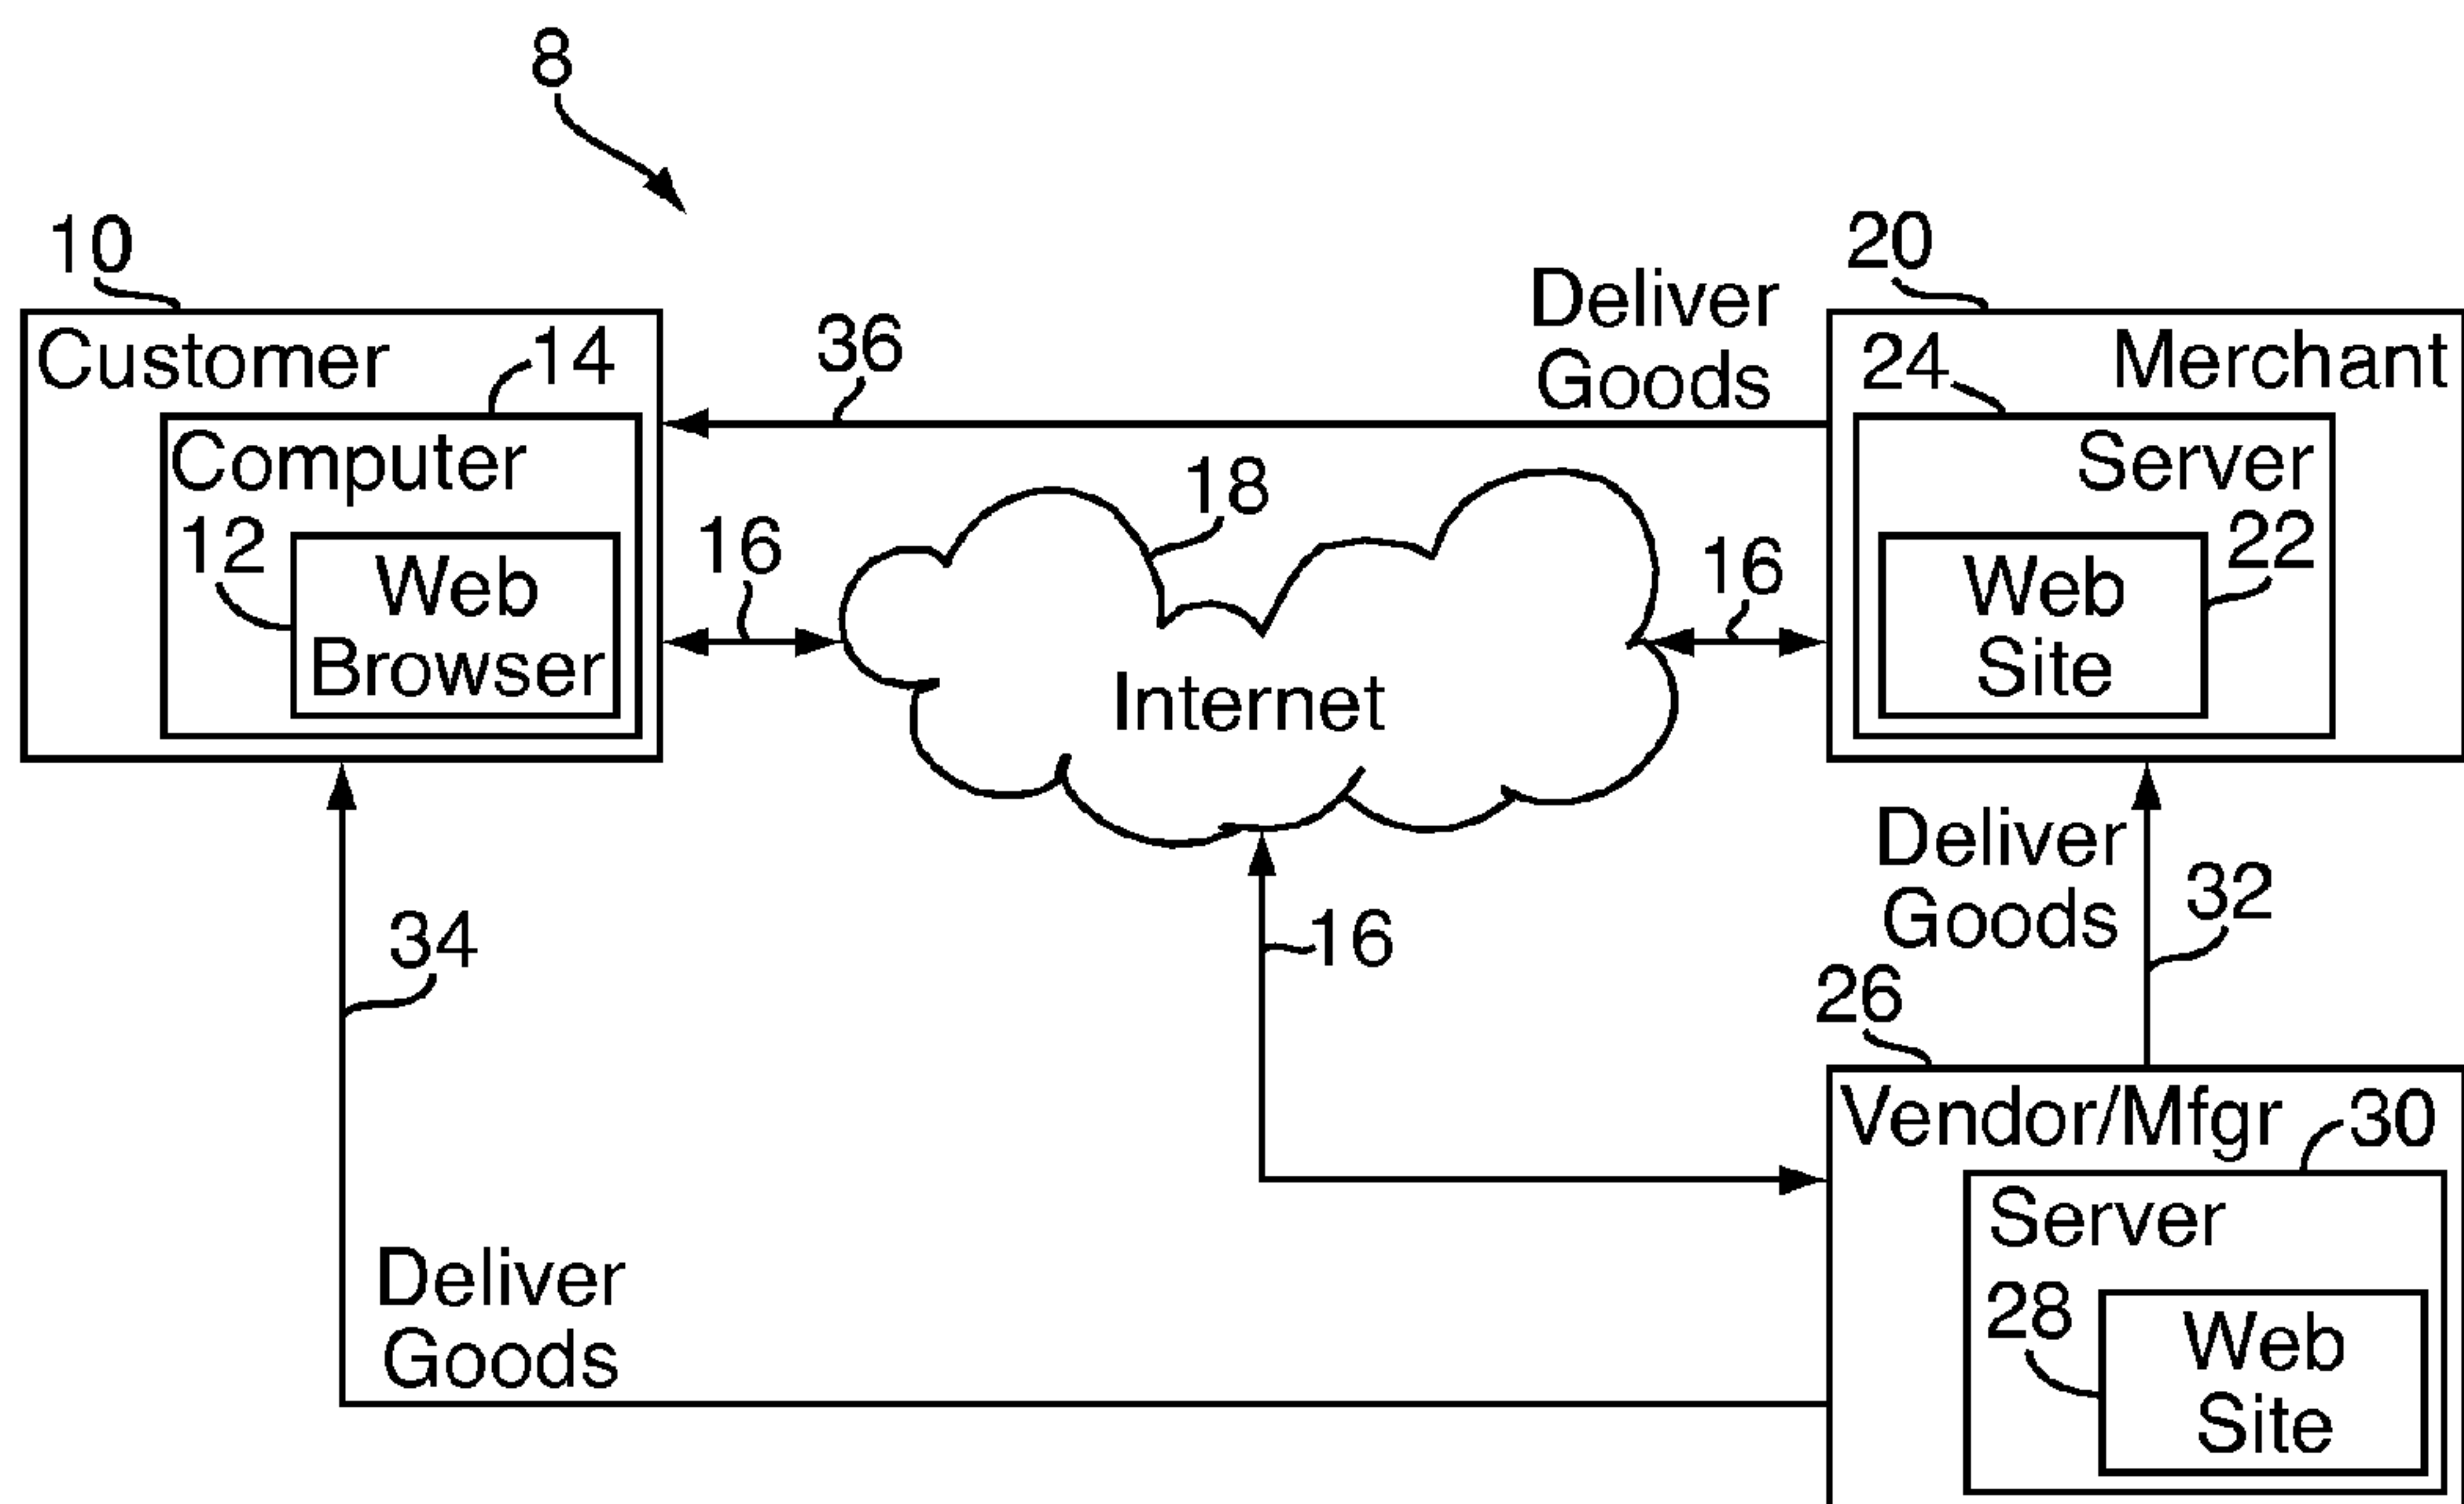 8
10
Customer
14
Computer
12
Web
Browser
16
36
Deliver
Goods
18
Internet
16
20
24
Merchant
Server
22
Web
Site
16
Deliver
Goods
32
34
Deliver
Goods
26
Vendor/Mfgr
30
Server
28
Web
Site